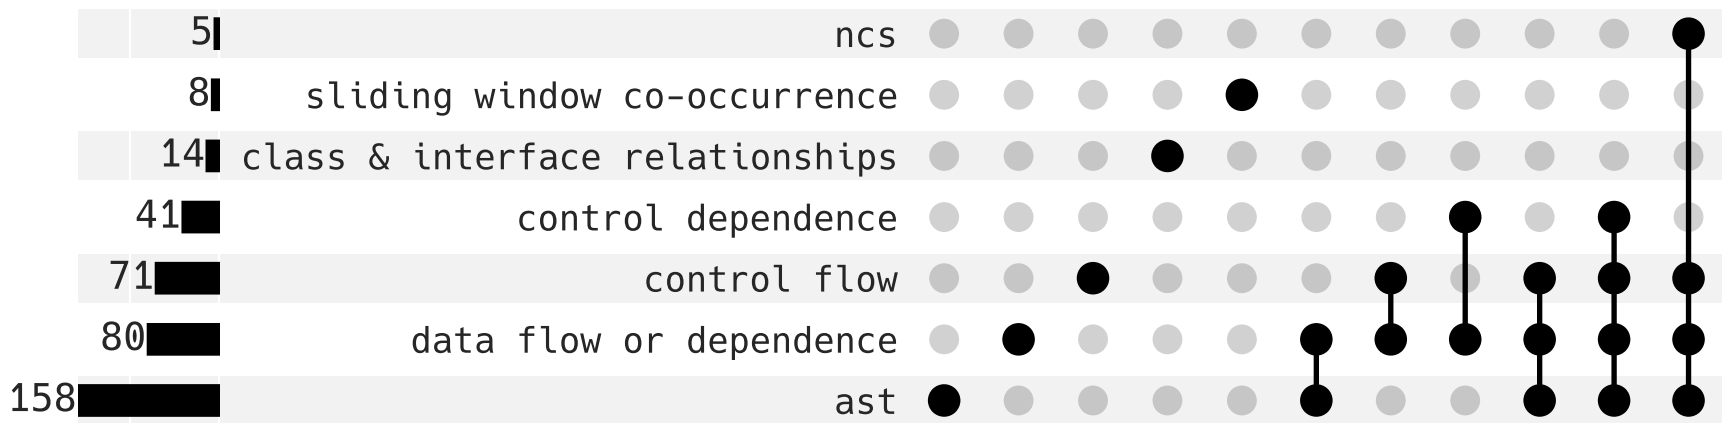 5 ncs
8 sliding window co-occurrence
14 class & interface relationships
41 control dependence
71 control flow
80 data flow or dependence
158 ast